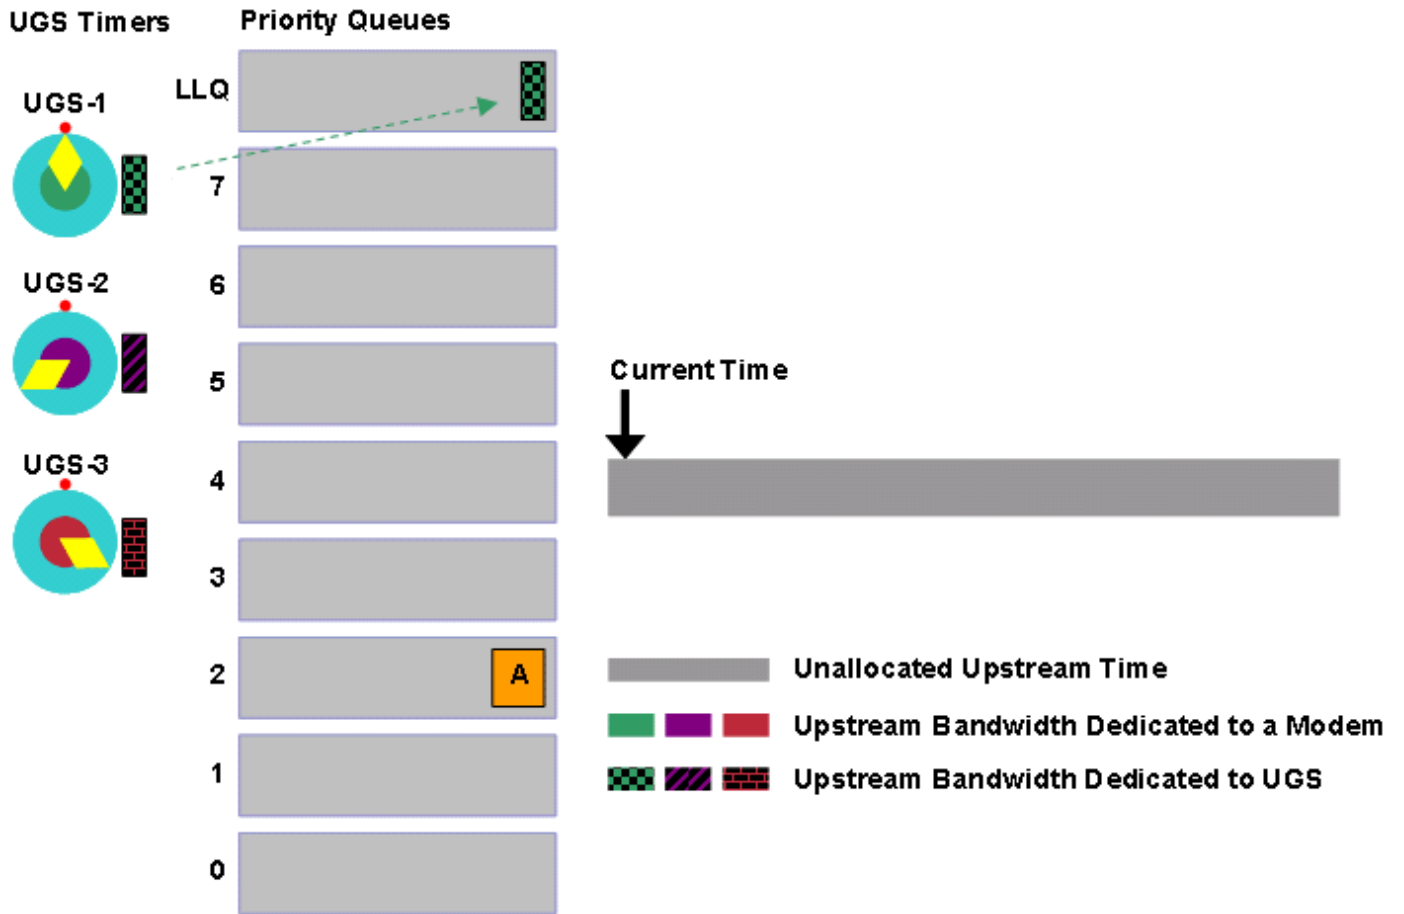 UGS Timers
Priority Queues
UGS-1
UGS-2
UGS-3
LLQ
7
6
5
4
3
2
A
1
0
Current Time
Unallocated Upstream Time
Upstream Bandwidth Dedicated to a Modem
Upstream Bandwidth Dedicated to UGS